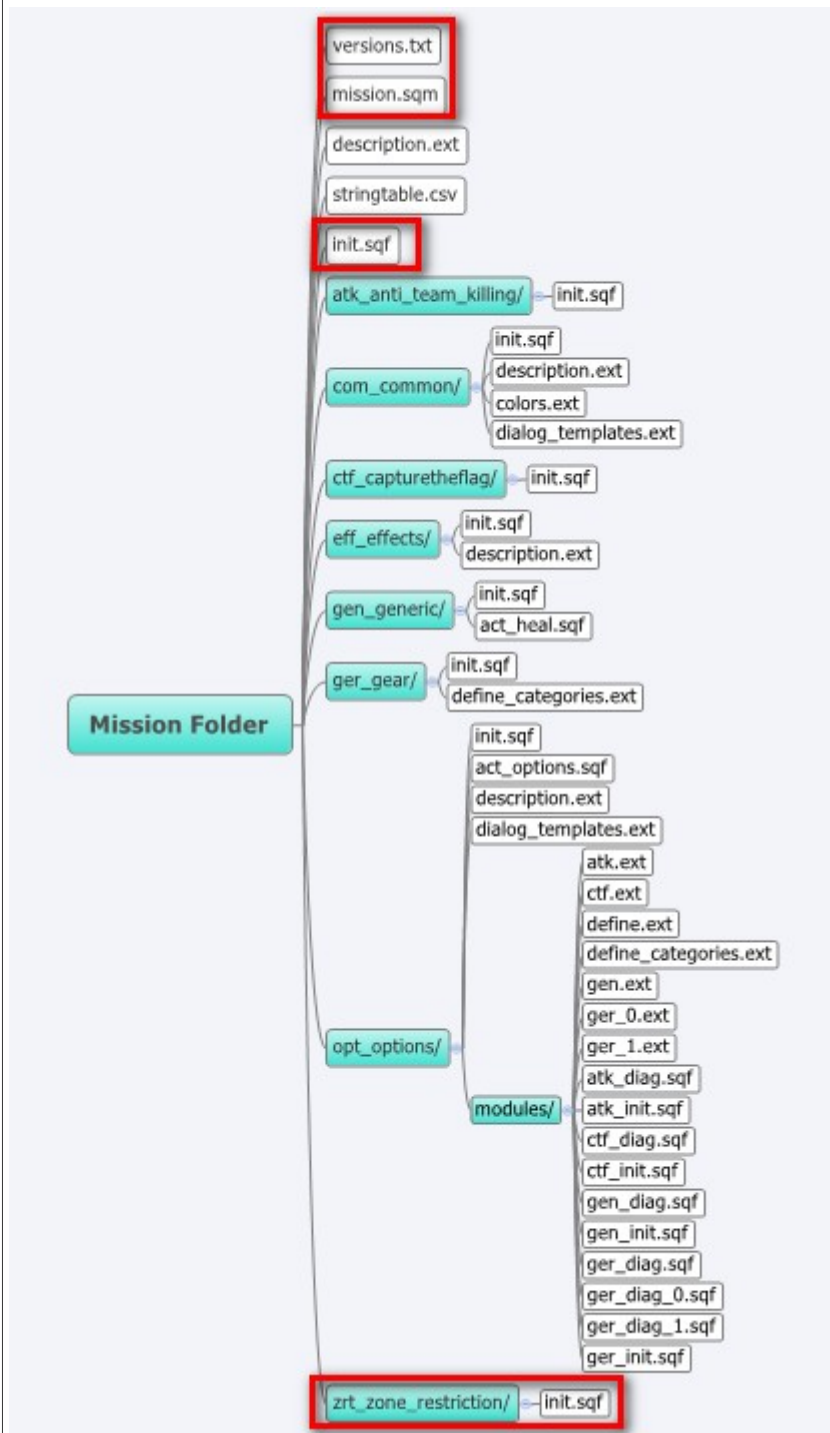 versions.txt
mission.sqm
description.ext
stringtable.csv
init.sqf
atk_anti_team_killing/
init.sqf
com_common/
init.sqf
description.ext
colors.ext
dialog_templates.ext
ctf_capturetheflag/
init.sqf
eff_effects/
init.sqf
description.ext
gen_generic/
init.sqf
act_heal.sqf
ger_gear/
init.sqf
define_categories.ext
Mission Folder
opt_options/
init.sqf
act_options.sqf
description.ext
dialog_templates.ext
modules/
atk.ext
ctf.ext
define.ext
define_categories.ext
gen.ext
ger_0.ext
ger_1.ext
atk_diag.sqf
atk_init.sqf
ctf_diag.sqf
ctf_init.sqf
gen_diag.sqf
gen_init.sqf
ger_diag.sqf
ger_diag_0.sqf
ger_diag_1.sqf
ger_init.sqf
zrt_zone_restriction/
init.sqf